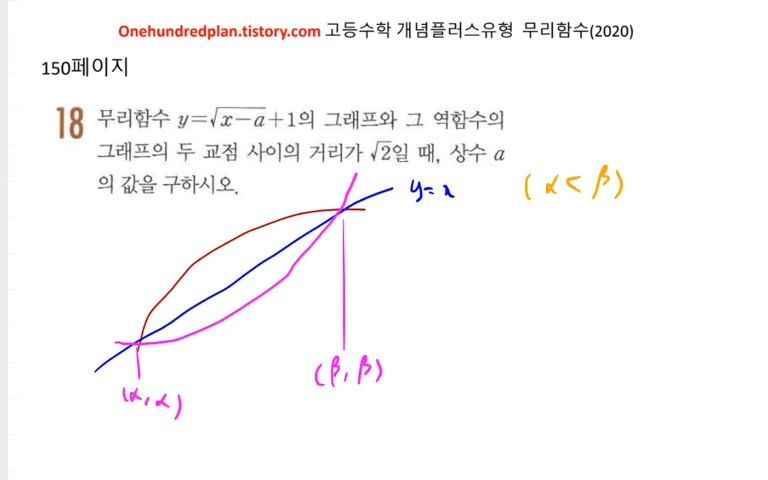 Onehundredplan.tistory.com 고등수학 개념플러스유형 무리함수(2020)
150페이지
18 무리함수 y=√x-a+1의 그래프와 그 역함수의
그래프의 두 교점 사이의 거리가 √2일 때, 상수 a
의 값을 구하시오.
y=x
(α<β)
(β,β)
(α,α)